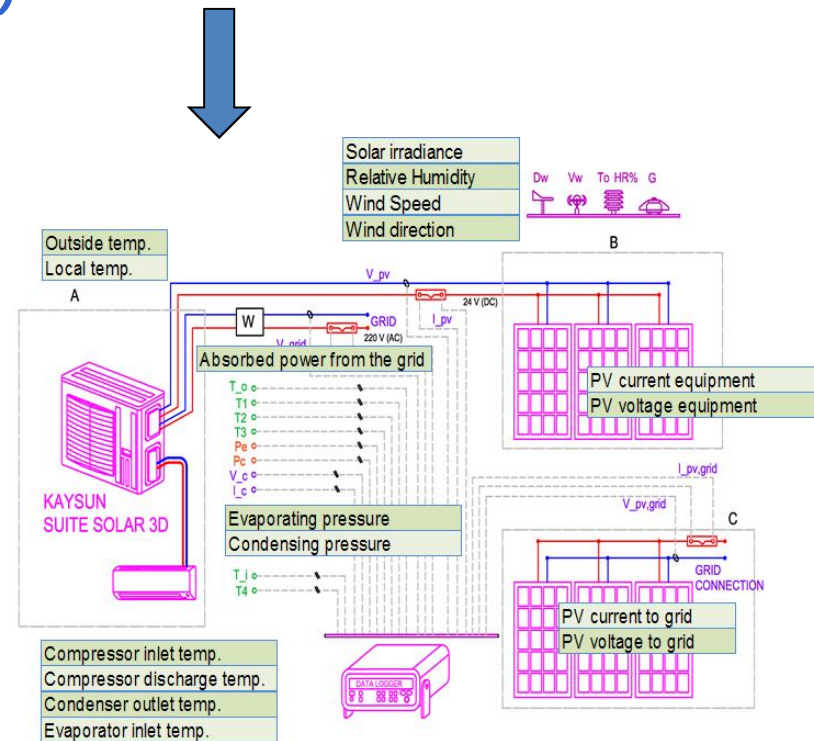 Solar irradiance
Relative Humidity
Wind Speed
Wind direction
Dw Vw To HR% G
Outside temp.
Local temp.
A
B
V_pv
24 V (DC)
I_pv
W
GRID
220 V (AC)
V_grid
Absorbed power from the grid
T_o
T1
T2
T3
Pe
Pc
V_c
I_c
PV current equipment
PV voltage equipment
KAYSUN
SUITE SOLAR 3D
Evaporating pressure
Condensing pressure
I_pv,grid
V_pv,grid
C
GRID
CONNECTION
T_i
T4
PV current to grid
PV voltage to grid
Compressor inlet temp.
Compressor discharge temp.
Condenser outlet temp.
Evaporator inlet temp.
DATA LOGGER